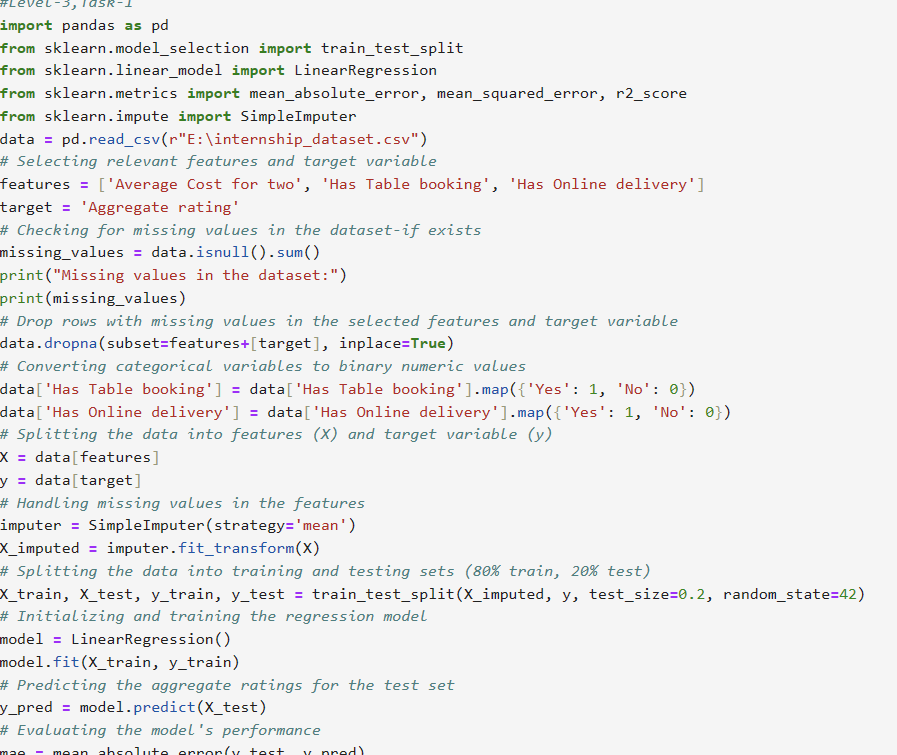 #Level-3,Task-1
import pandas as pd
from sklearn.model_selection import train_test_split
from sklearn.linear_model import LinearRegression
from sklearn.metrics import mean_absolute_error, mean_squared_error, r2_score
from sklearn.impute import SimpleImputer
data = pd.read_csv(r"E:\internship_dataset.csv")
# Selecting relevant features and target variable
features = ['Average Cost for two', 'Has Table booking', 'Has Online delivery']
target = 'Aggregate rating'
# Checking for missing values in the dataset-if exists
missing_values = data.isnull().sum()
print("Missing values in the dataset:")
print(missing_values)
# Drop rows with missing values in the selected features and target variable
data.dropna(subset=features+[target], inplace=True)
# Converting categorical variables to binary numeric values
data['Has Table booking'] = data['Has Table booking'].map({'Yes': 1, 'No': 0})
data['Has Online delivery'] = data['Has Online delivery'].map({'Yes': 1, 'No': 0})
# Splitting the data into features (X) and target variable (y)
X = data[features]
y = data[target]
# Handling missing values in the features
imputer = SimpleImputer(strategy='mean')
X_imputed = imputer.fit_transform(X)
# Splitting the data into training and testing sets (80% train, 20% test)
X_train, X_test, y_train, y_test = train_test_split(X_imputed, y, test_size=0.2, random_state=42)
# Initializing and training the regression model
model = LinearRegression()
model.fit(X_train, y_train)
# Predicting the aggregate ratings for the test set
y_pred = model.predict(X_test)
# Evaluating the model's performance
mae = mean_absolute_error(y_test, y_pred)